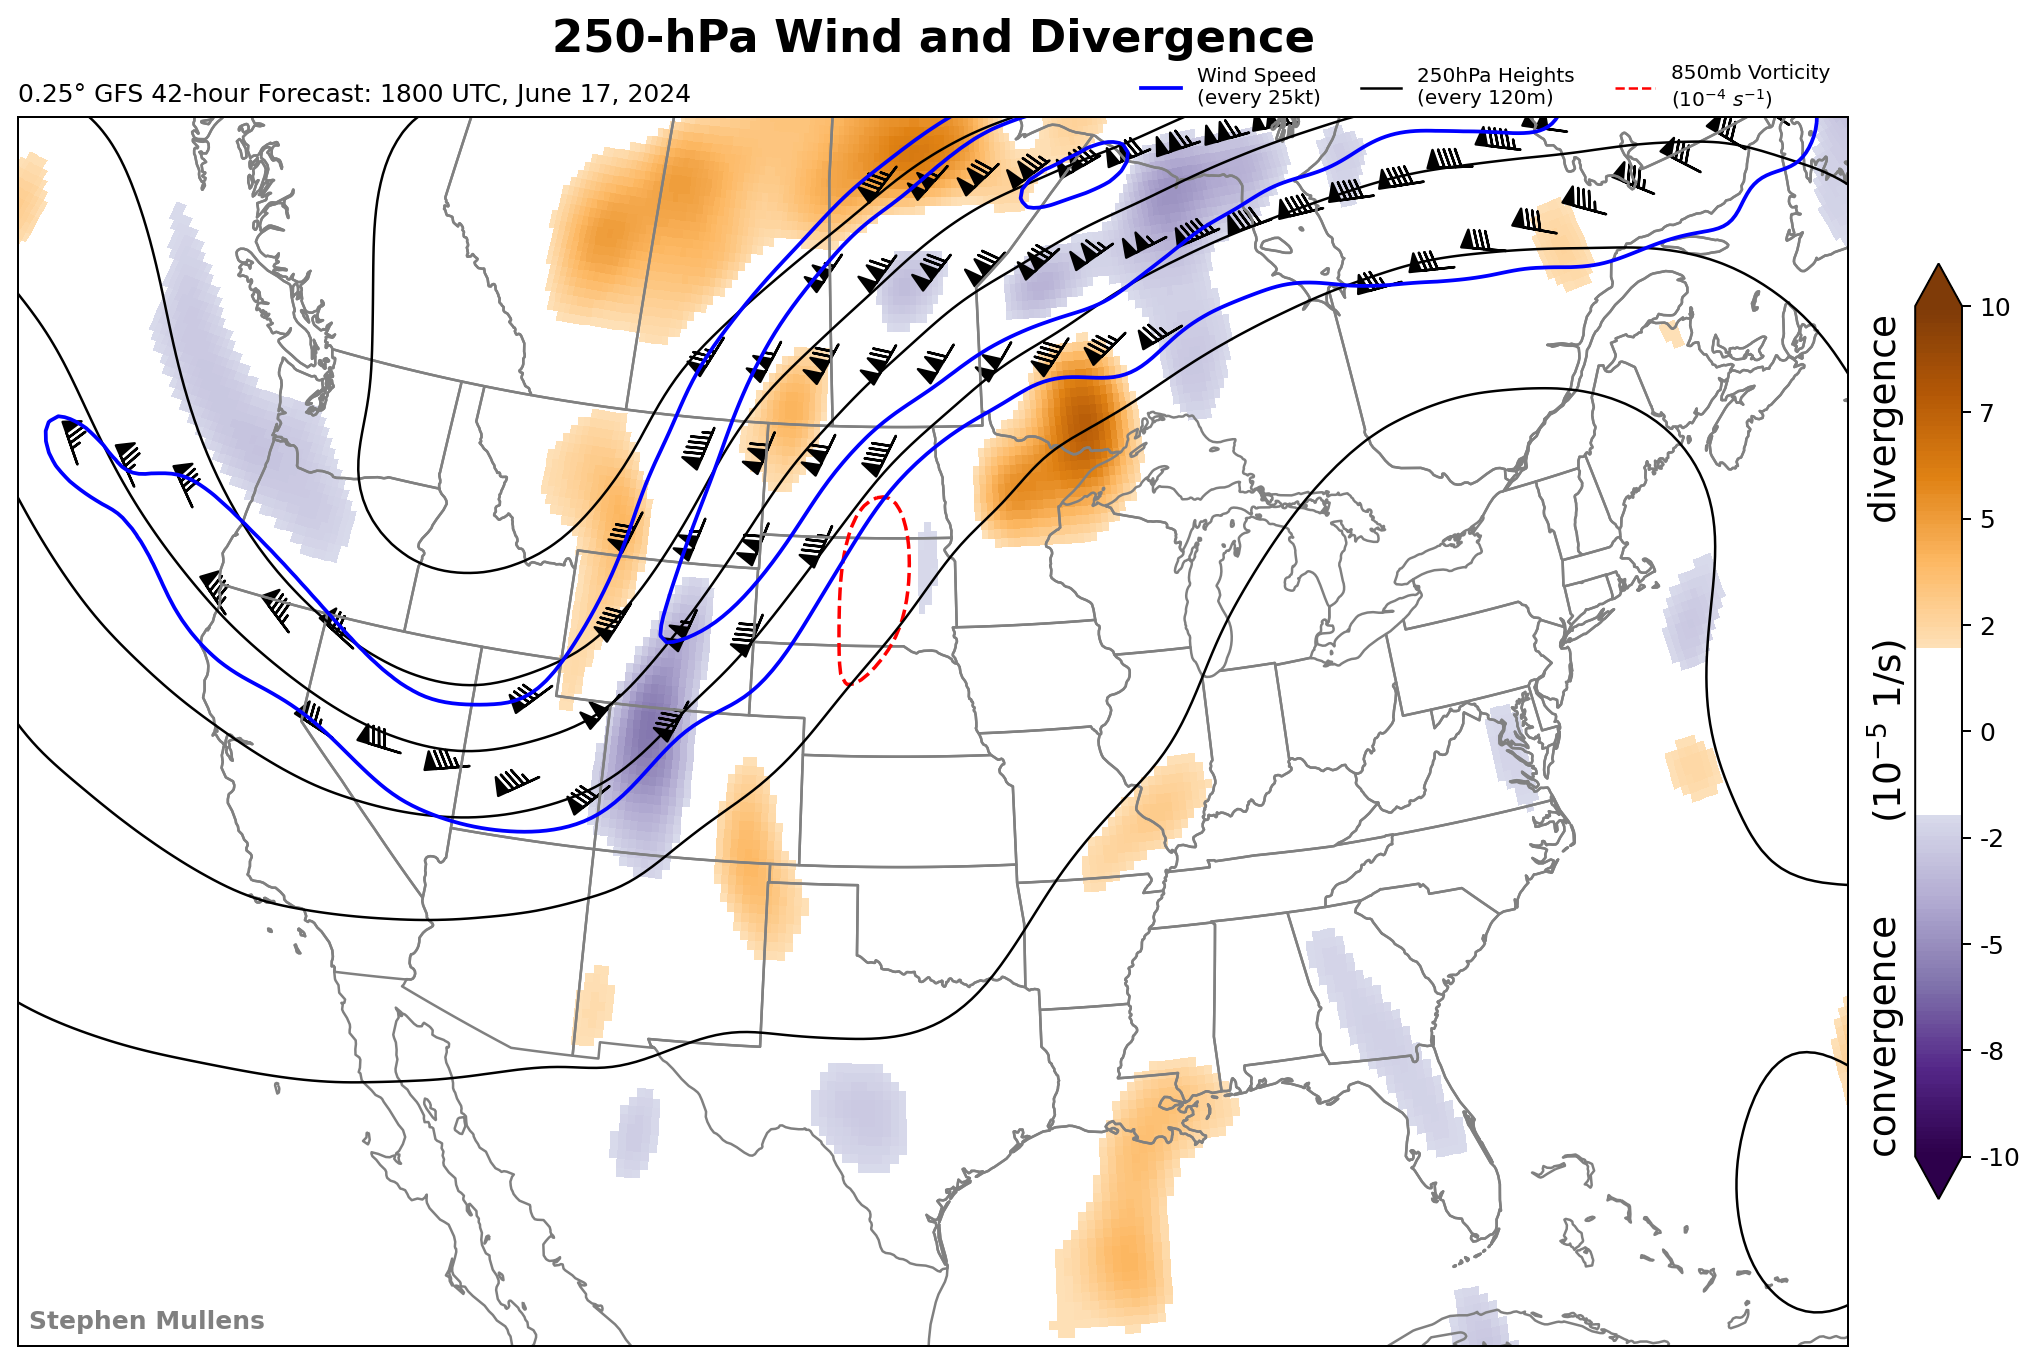 250-hPa Wind and Divergence
0.25° GFS 42-hour Forecast: 1800 UTC, June 17, 2024
Wind Speed
(every 25kt)
250hPa Heights
(every 120m)
850mb Vorticity
(10⁻⁴ s⁻¹)
10
7
5
2
0
-2
-5
-8
-10
convergence (10⁻⁵ 1/s) divergence
Stephen Mullens